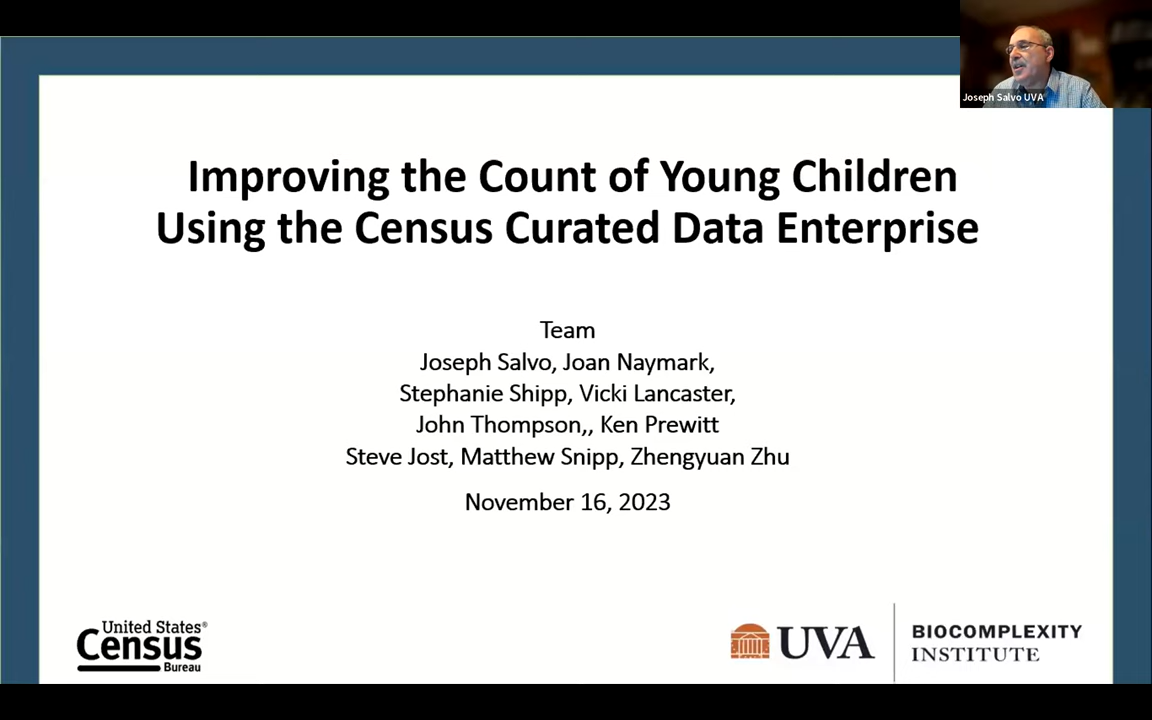 Joseph Salvo UVA
Improving the Count of Young Children
Using the Census Curated Data Enterprise
Team
Joseph Salvo, Joan Naymark,
Stephanie Shipp, Vicki Lancaster,
John Thompson,, Ken Prewitt
Steve Jost, Matthew Snipp, Zhengyuan Zhu
November 16, 2023
United States®
Census
Bureau
UVA
BIOCOMPLEXITY
INSTITUTE